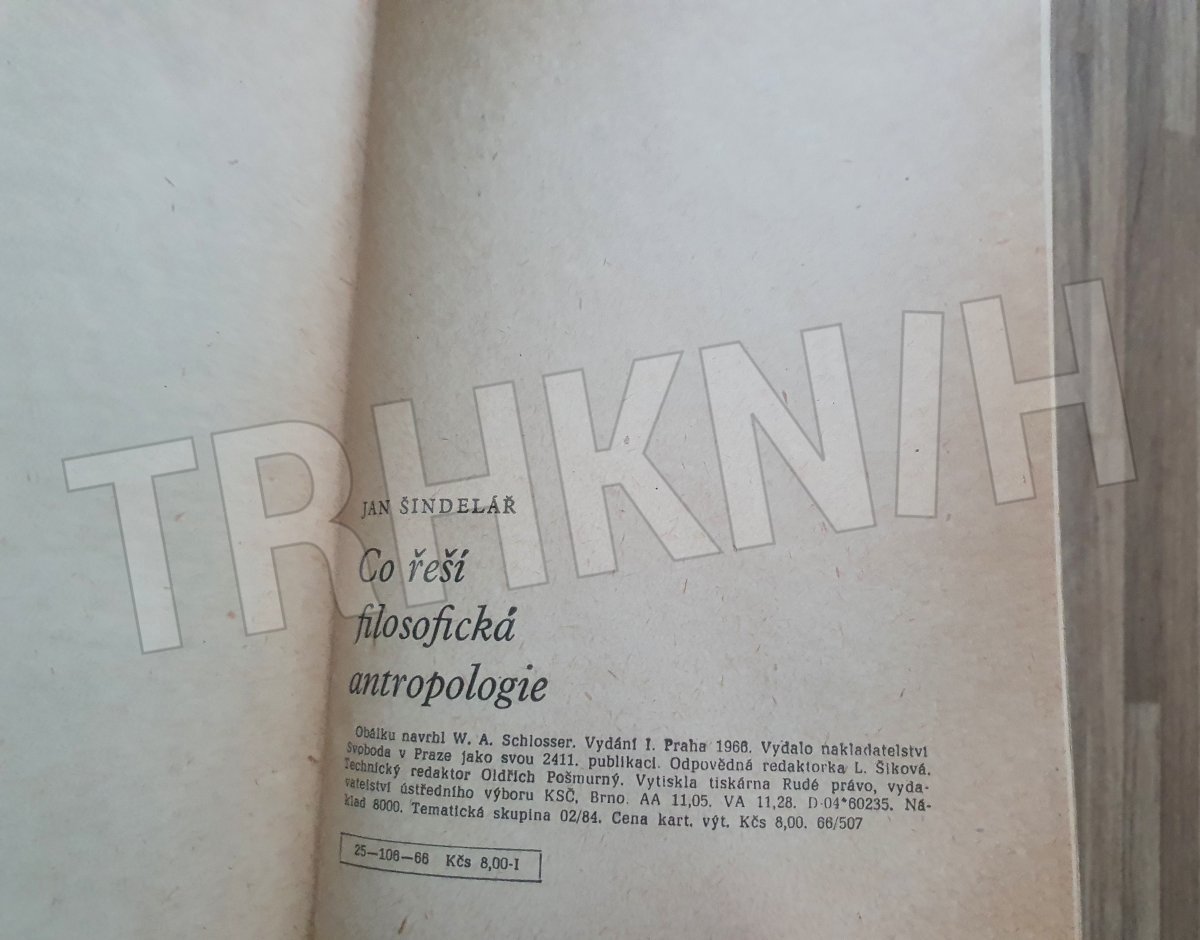 TRHKNIH
JAN ŠINDELÁŘ
Co řeší
filosofická
antropologie
Obálku navrhl W. A. Schlosser. Vydání I. Praha 1966. Vydalo nakladatelství
Svoboda v Praze jako svou 2411. publikaci. Odpovědná redaktorka L. Šiková.
Technický redaktor Oldřich Pošmurný. Vytiskla tiskárna Rudé právo, vyda-
vatelství ústředního výboru KSČ, Brno. AA 11,05. VA 11,28. D-04*60235. Ná-
klad 8000. Tematická skupina 02/84. Cena kart. výt. Kčs 8,00. 66/507
25—106—66 Kčs 8,00-I